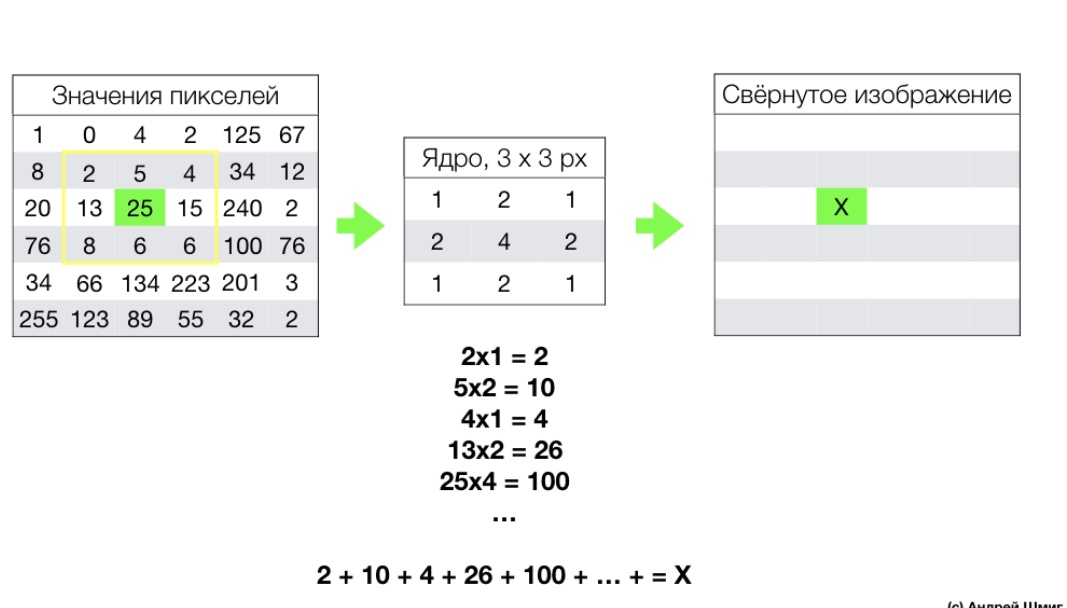 Значения пикселей
1 0 4 2 125 67
8 2 5 4 34 12
20 13 25 15 240 2
76 8 6 6 100 76
34 66 134 223 201 3
255 123 89 55 32 2
Ядро, 3 x 3 px
1 2 1
2 4 2
1 2 1
Свёрнутое изображение
X
2x1 = 2
5x2 = 10
4x1 = 4
13x2 = 26
25x4 = 100
...
2 + 10 + 4 + 26 + 100 + ... + = X
(c) Андрей Шмиг